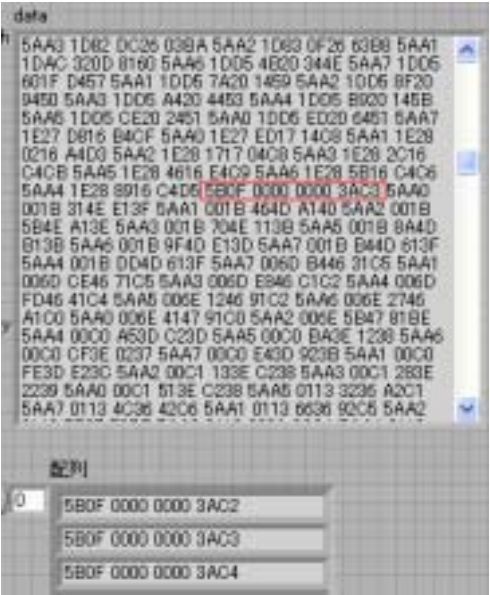 data
5AA3 1D82 DC26 038A 5AA2 1D83 0F26 63B8 5AA1
1DAC 320D 8160 5AA6 1DD5 4B20 344E 5AA7 1DD5
601F D457 5AA1 1DD5 7A20 1459 5AA2 1DD5 8F20
9450 5AA3 1DD5 A420 4453 5AA4 1DD5 B920 145B
5AA6 1DD5 CE20 2451 5AA0 1DD5 ED20 6451 5AA7
1E27 D816 B4CF 5AA0 1E27 ED17 14C8 5AA1 1E28
0216 A4D3 5AA2 1E28 1717 04C8 5AA3 1E28 2C16
C4CB 5AA5 1E28 4616 E4C9 5AA6 1E28 5B16 C4C6
5AA4 1E28 8916 C4D5 5B0F 0000 0000 3AC3 5AA0
001B 314E E13F 5AA1 001B 464D A140 5AA2 001B
5B4E A13E 5AA3 001B 704E 113B 5AA5 001B 8A4D
B13B 5AA6 001B 9F4D E13D 5AA7 001B B44D 613F
5AA4 001B DD4D 613F 5AA7 006D B446 31C5 5AA1
006D CE46 71C5 5AA3 006D E846 C1C2 5AA4 006D
FD46 41C4 5AA5 006E 1246 91C2 5AA6 006E 2746
A1C0 5AA0 006E 4147 91C0 5AA2 006E 5B47 81BE
5AA4 00C0 A53D C23D 5AA5 00C0 BA3E 1238 5AA6
00C0 CF3E 0237 5AA7 00C0 E43D 923B 5AA1 00C0
FE3D E23C 5AA2 00C1 133E C238 5AA3 00C1 283E
2239 5AA0 00C1 513E C238 5AA5 0113 3236 A2C1
5AA7 0113 4C36 42C6 5AA1 0113 6636 92C5 5AA2
配列
0
5B0F 0000 0000 3AC2
5B0F 0000 0000 3AC3
5B0F 0000 0000 3AC4